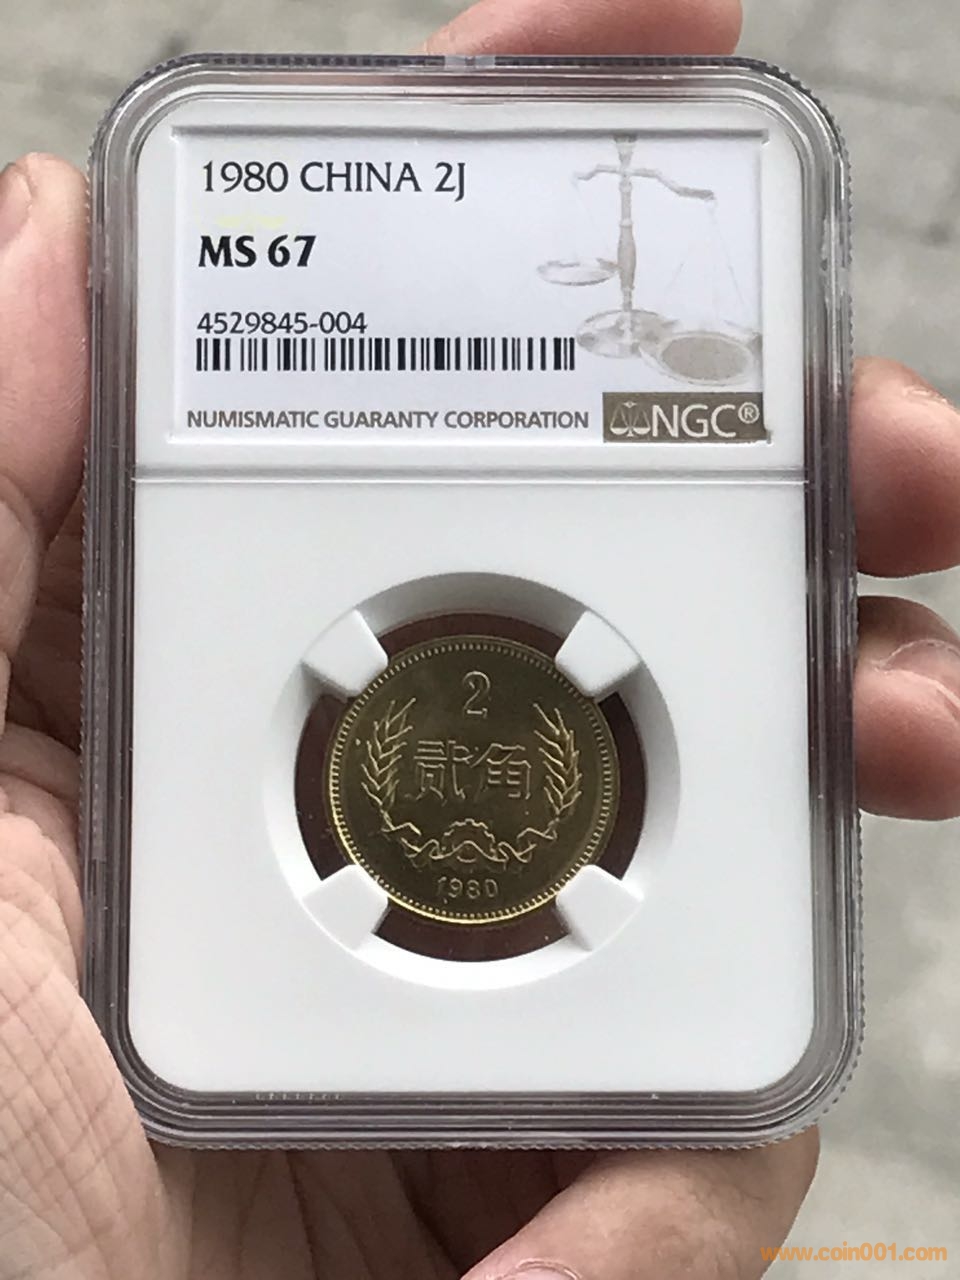 1980 CHINA 2J
MS 67
4529845-004
NUMISMATIC GUARANTY CORPORATION
NGC®
2
贰角
1980
www.coin001.com